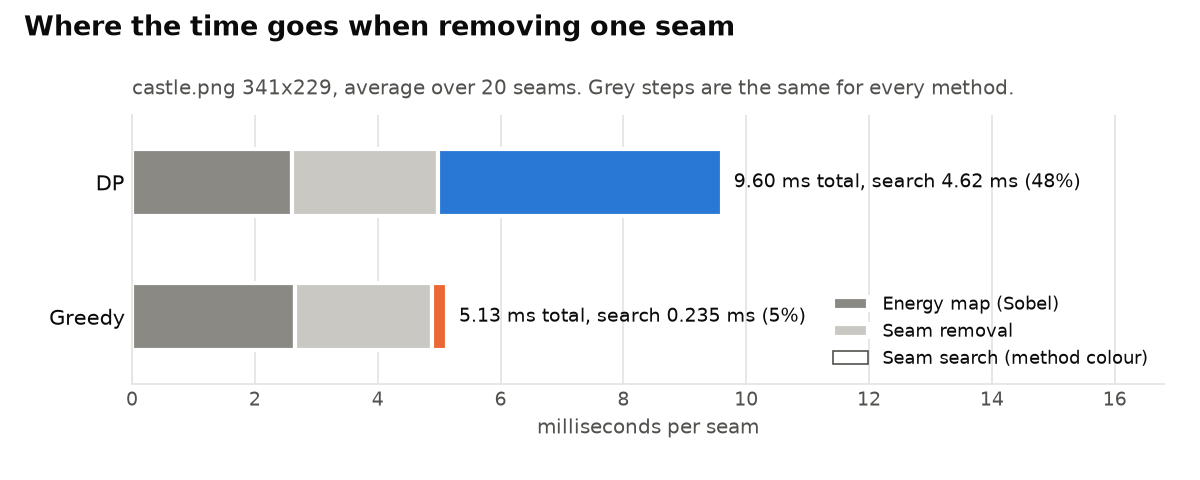 Where the time goes when removing one seam
castle.png 341x229, average over 20 seams. Grey steps are the same for every method.
DP
9.60 ms total, search 4.62 ms (48%)
Greedy
5.13 ms total, search 0.235 ms (5%)
Energy map (Sobel)
Seam removal
Seam search (method colour)
0 2 4 6 8 10 12 14 16
milliseconds per seam